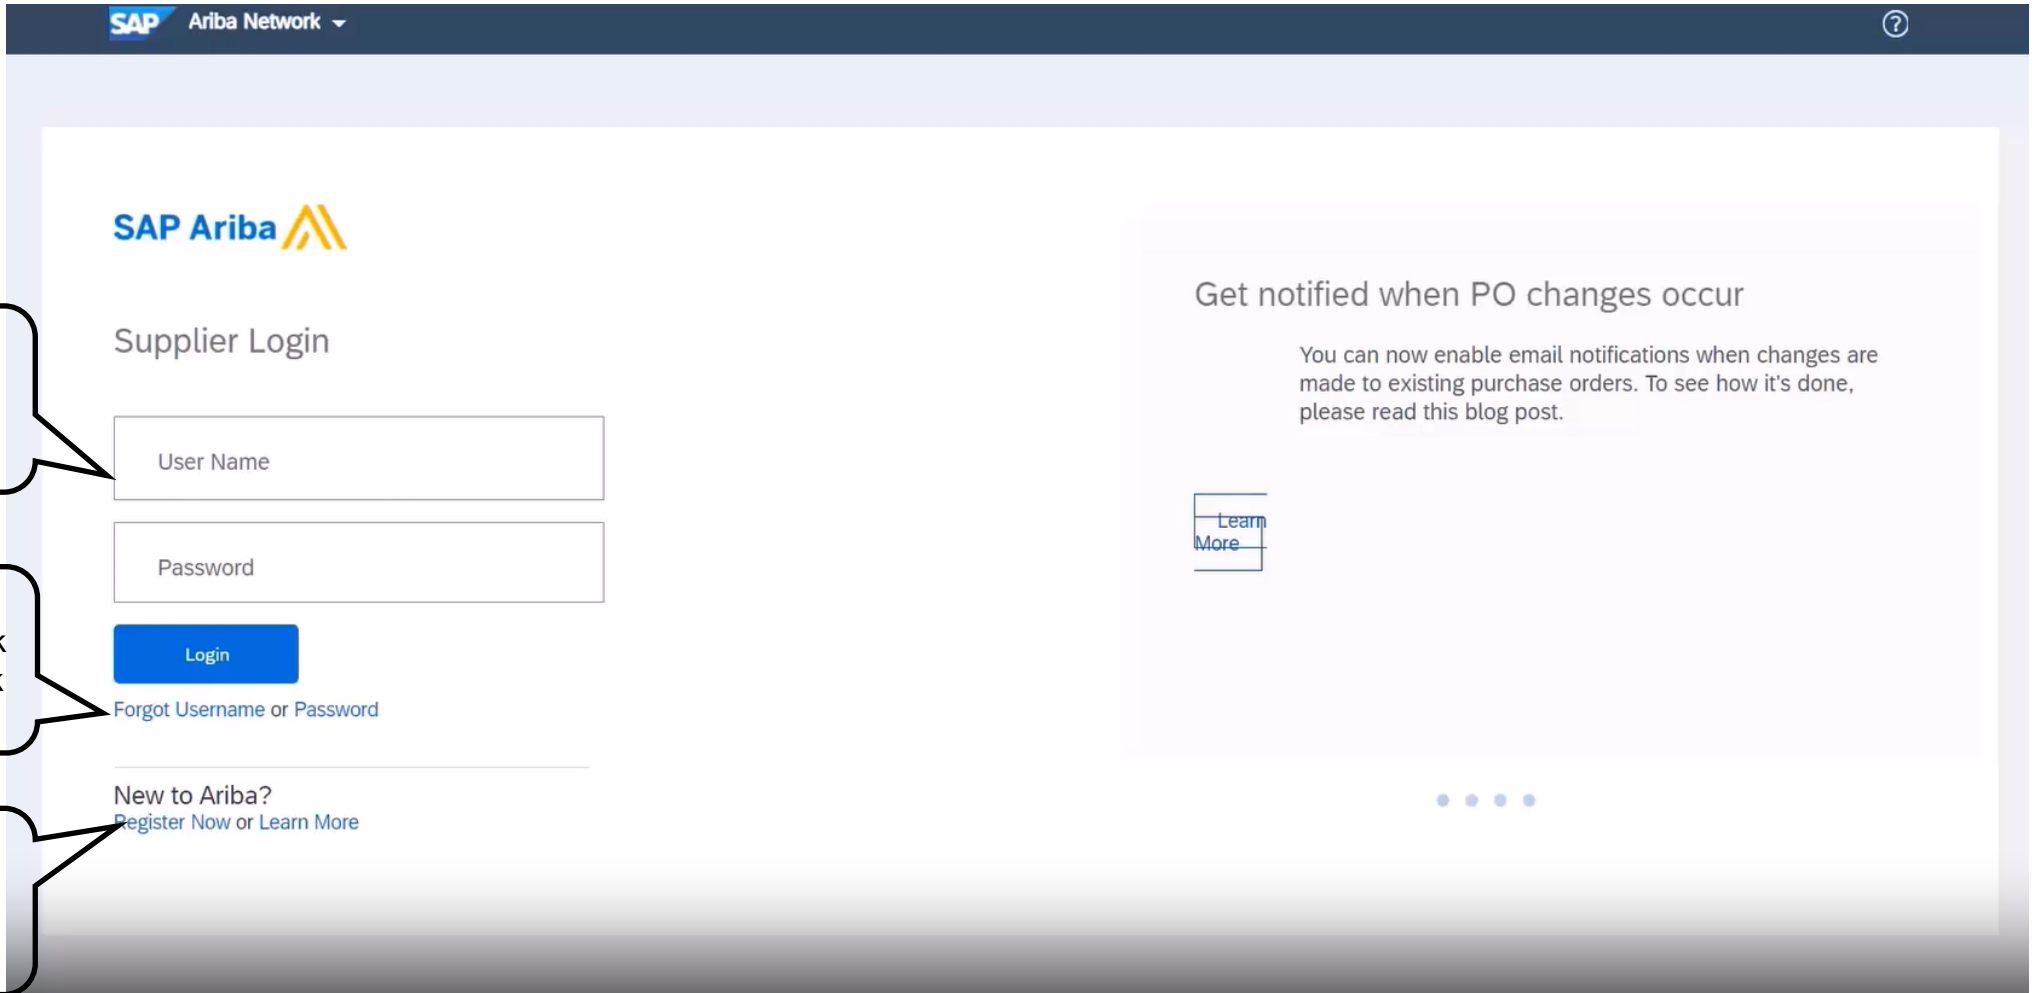 SAP Ariba Network
SAP Ariba
Supplier Login
User Name
Password
Login
Forgot Username or Password
New to Ariba?
Register Now or Learn More
Get notified when PO changes occur
You can now enable email notifications when changes are
made to existing purchase orders. To see how it's done,
please read this blog post.
Learn
More